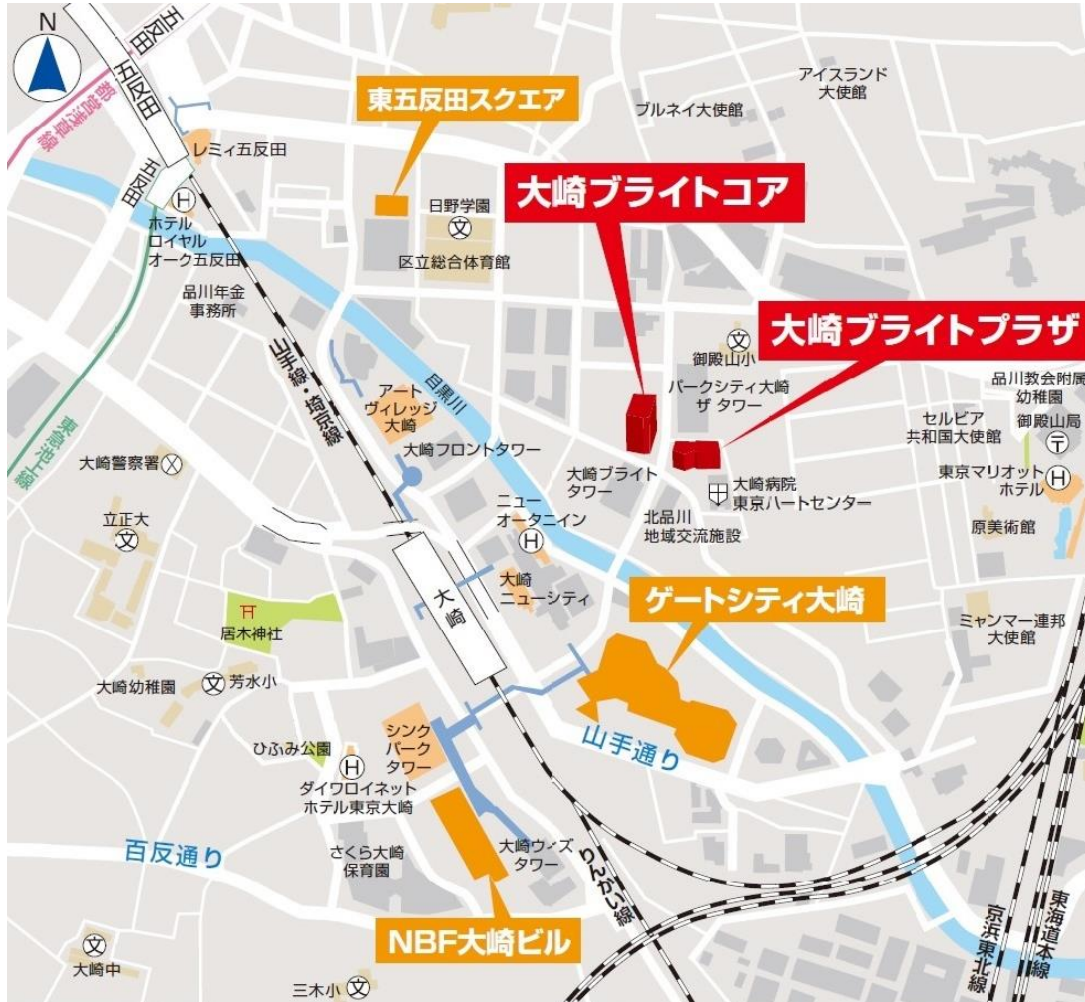 N
五反田
五反田
都営浅草線
五反田
レミィ五反田
ホテル
ロイヤル
オーク五反田
品川年金
事務所
東五反田スクエア
日野学園
文
区立総合体育館
ブルネイ大使館
アイスランド
大使館
大崎ブライトコア
大崎ブライトプラザ
御殿山小
文
パークシティ大崎
ザ タワー
品川教会附属
幼稚園
御殿山局
セルビア
共和国大使館
東京マリオット
ホテル
H
原美術館
山手線・埼京線
目黒川
アート
ヴィレッジ
大崎
大崎フロントタワー
大崎ブライト
タワー
大崎病院
東京ハートセンター
北品川
地域交流施設
東急池上線
大崎警察署
立正大
文
ニュー
オータニイン
H
大崎
ニューシティ
大崎
ゲートシティ大崎
ミャンマー連邦
大使館
居木神社
大崎幼稚園
文
芳水小
ひふみ公園
H
シンク
パーク
タワー
ダイワロイネット
ホテル東京大崎
山手通り
百反通り
さくら大崎
保育園
大崎ウィズ
タワー
りんかい線
NBF大崎ビル
文
大崎中
三木小
文
京浜東北線
東海道本線
H
〒